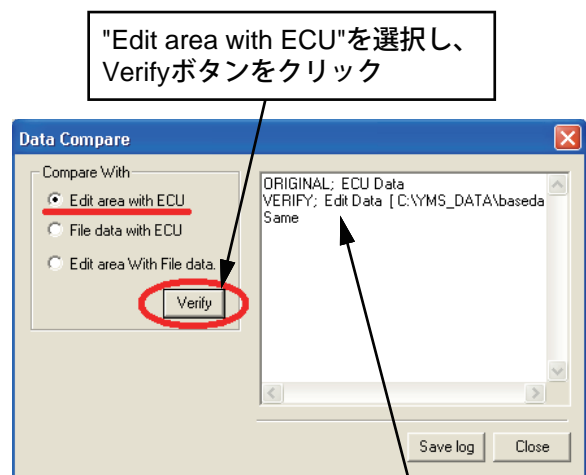 "Edit area with ECU"を選択し、
Verifyボタンをクリック
Data Compare
Compare With
Edit area with ECU
File data with ECU
Edit area With File data.
Verify
ORIGINAL; ECU Data
VERIFY; Edit Data [ C:\YMS_DATA\baseda
Same
Save log
Close